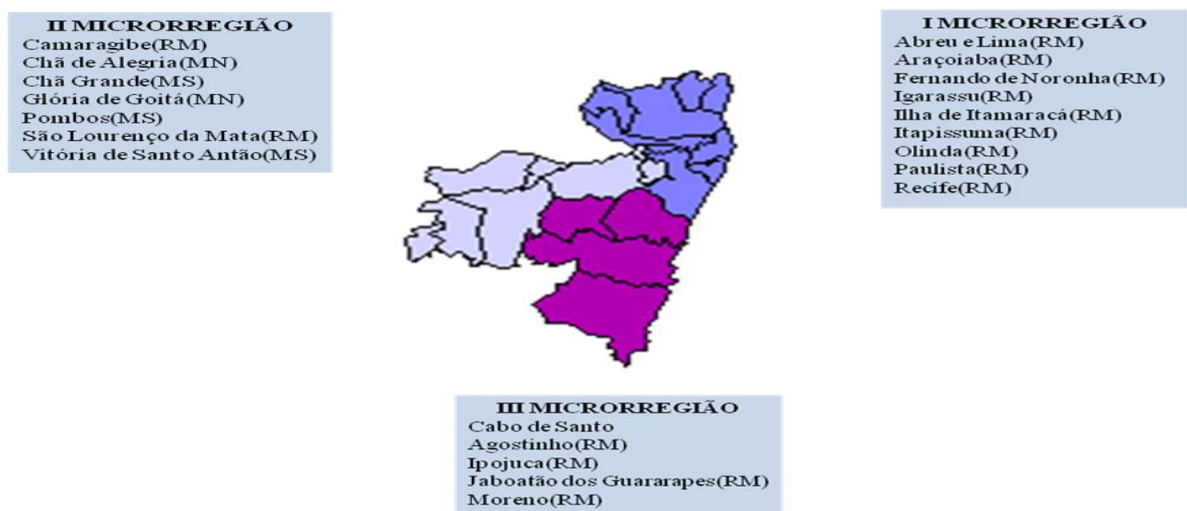 II MICRORREGIÃO
Camaragibe(RM)
Chã de Alegria(MN)
Chã Grande(MS)
Glória de Goitá(MN)
Pombos(MS)
São Lourenço da Mata(RM)
Vitória de Santo Antão(MS)
I MICRORREGIÃO
Abreu e Lima(RM)
Araçoiaba(RM)
Fernando de Noronha(RM)
Igarassu(RM)
Ilha de Itamaracá(RM)
Itapissuma(RM)
Olinda(RM)
Paulista(RM)
Recife(RM)
III MICRORREGIÃO
Cabo de Santo
Agostinho(RM)
Ipojuca(RM)
Jaboatão dos Guararapes(RM)
Moreno(RM)